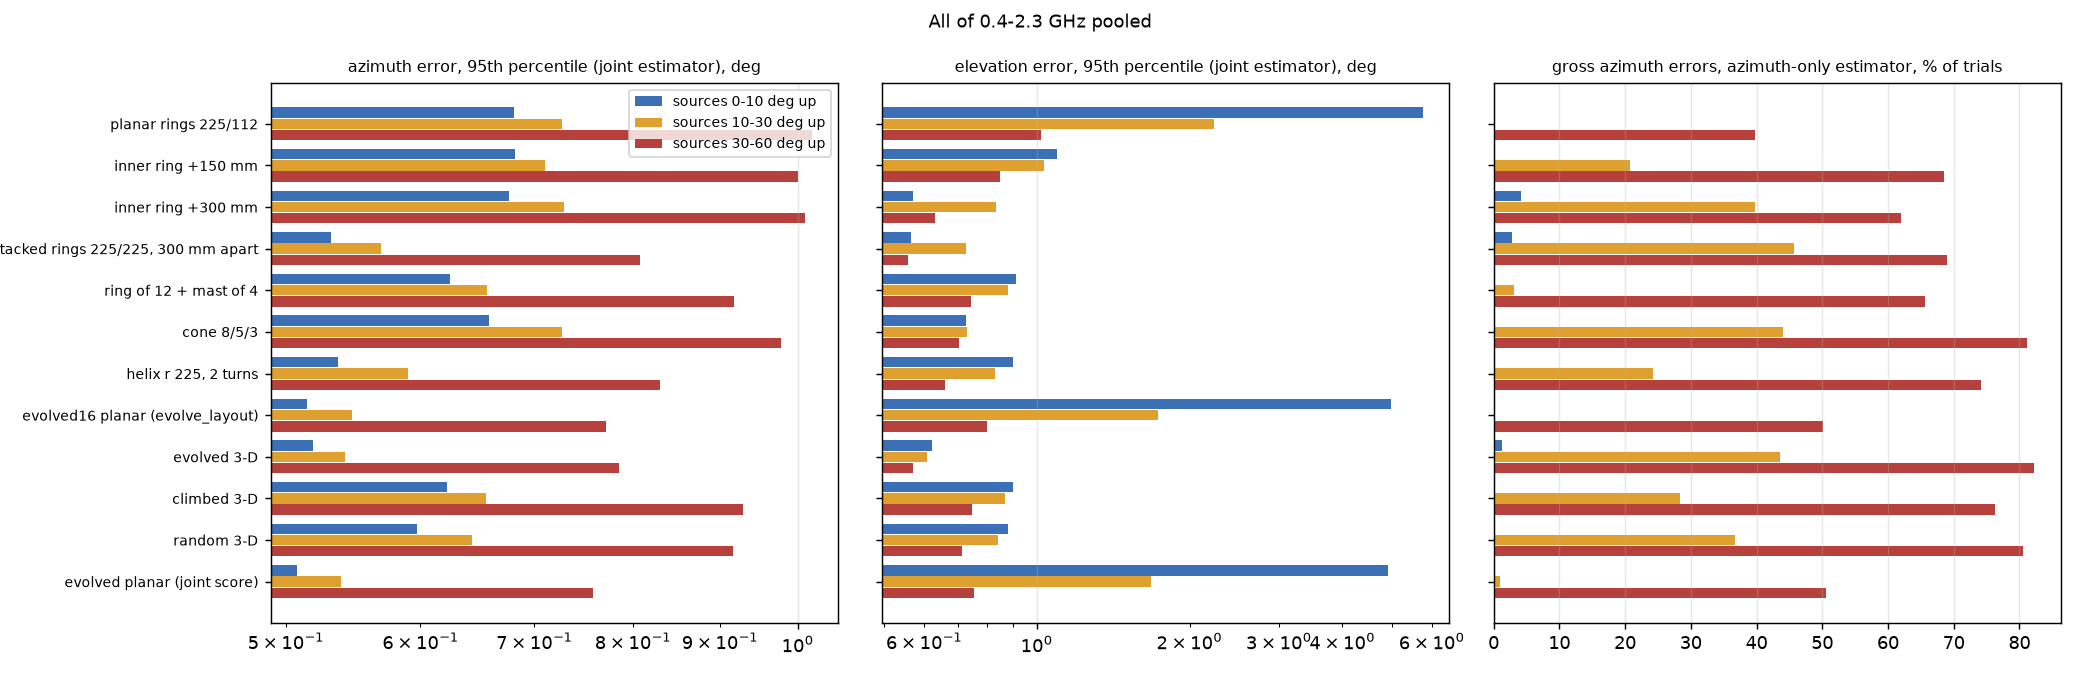 All of 0.4-2.3 GHz pooled
azimuth error, 95th percentile (joint estimator), deg
elevation error, 95th percentile (joint estimator), deg
gross azimuth errors, azimuth-only estimator, % of trials
sources 0-10 deg up
sources 10-30 deg up
sources 30-60 deg up
planar rings 225/112
inner ring +150 mm
inner ring +300 mm
tacked rings 225/225, 300 mm apart
ring of 12 + mast of 4
cone 8/5/3
helix r 225, 2 turns
evolved16 planar (evolve_layout)
evolved 3-D
climbed 3-D
random 3-D
evolved planar (joint score)
5 × 10⁻¹ 6 × 10⁻¹ 7 × 10⁻¹ 8 × 10⁻¹ 9 × 10⁻¹ 10⁰
6 × 10⁻¹ 10⁰ 2 × 10⁰ 3 × 10⁰ 4 × 10⁰ 6 × 10⁰
0 10 20 30 40 50 60 70 80